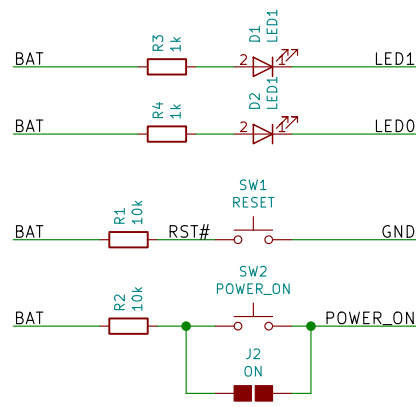 D1
LED1
R3
1k
BAT
2
1
LED1
D2
LED1
R4
1k
BAT
2
1
LED0
SW1
RESET
R1
10k
BAT
RST#
GND
SW2
POWER_ON
R2
10k
BAT
POWER_ON
J2
ON